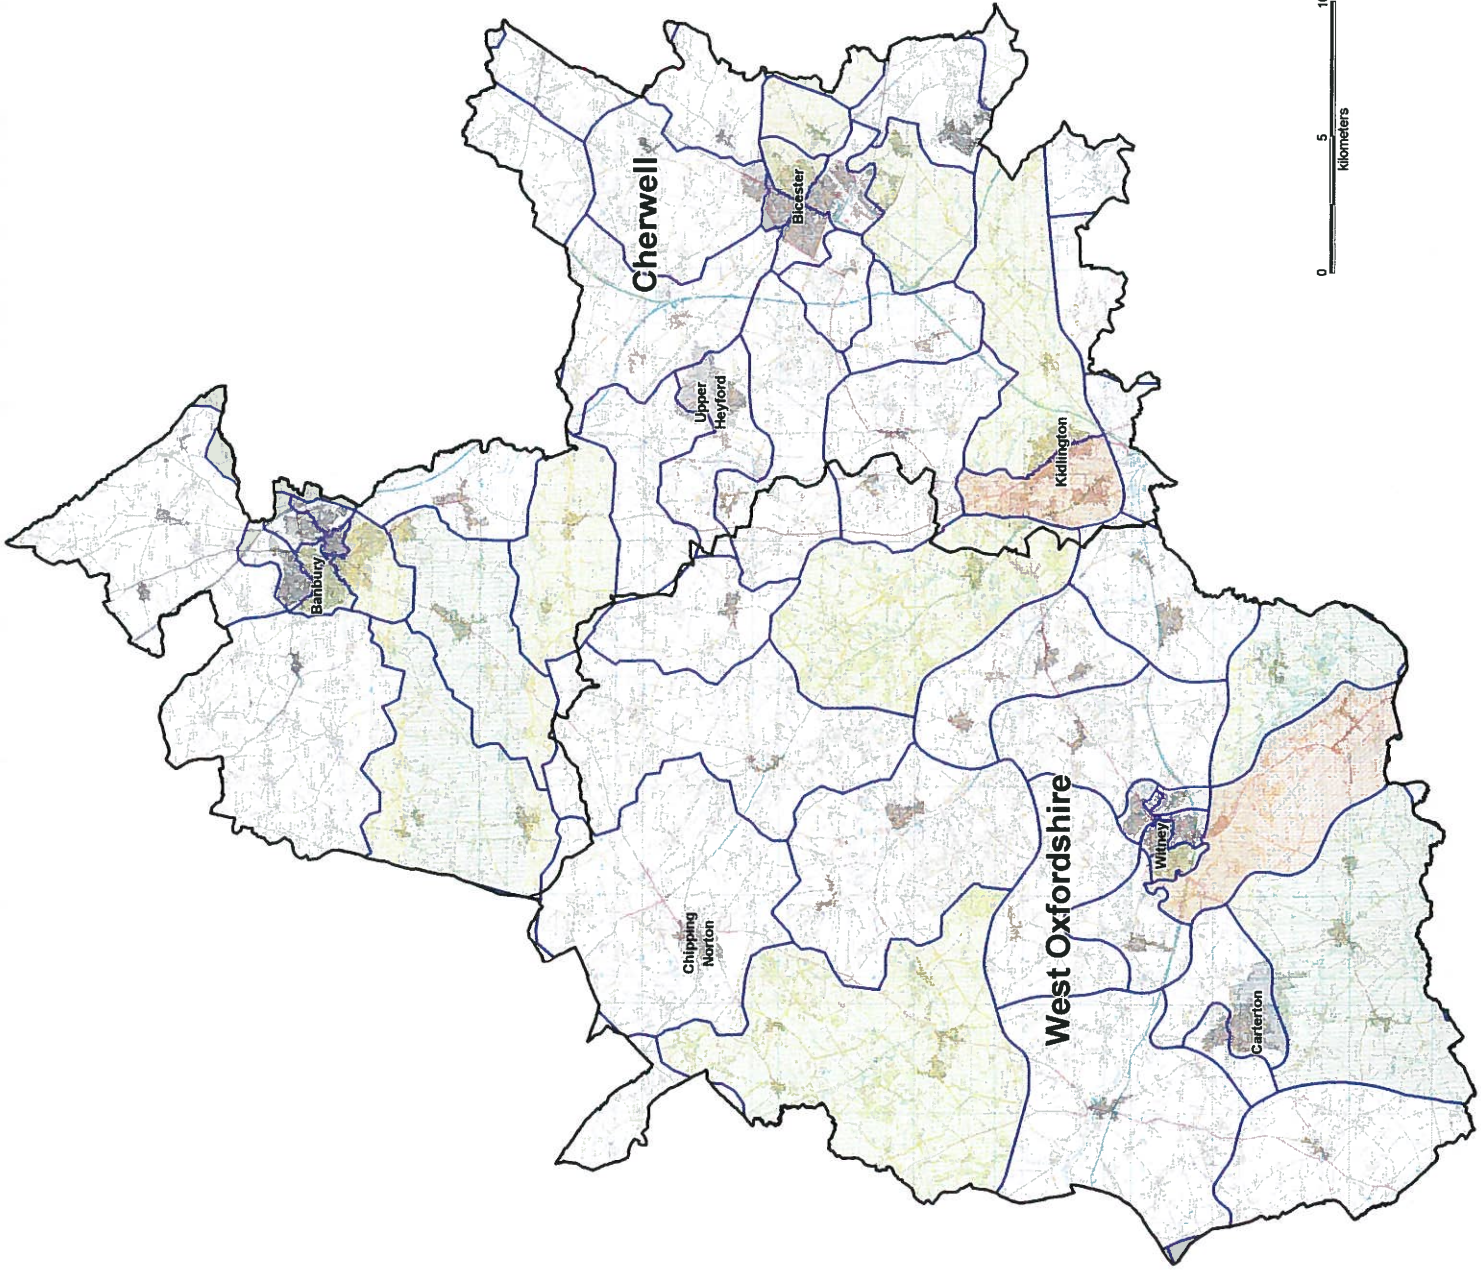 Cherwell
Bicester
Upper
Heyford
Kidlington
Banbury
Chipping
Norton
West Oxfordshire
Witney
Carterton
0
5
10
kilometers